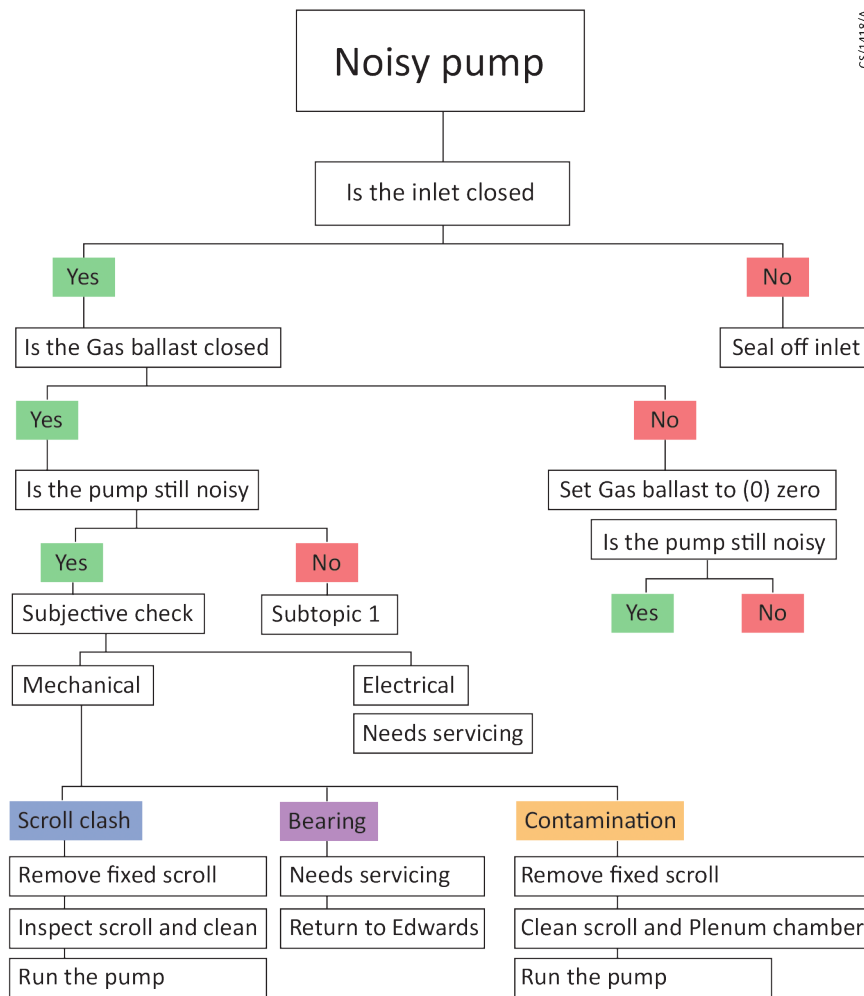 Noisy pump
CS/1418/A
Is the inlet closed
Yes
No
Is the Gas ballast closed
Seal off inlet
Yes
No
Is the pump still noisy
Set Gas ballast to (0) zero
Is the pump still noisy
Yes
No
Yes
No
Subjective check
Subtopic 1
Mechanical
Electrical
Needs servicing
Scroll clash
Bearing
Contamination
Remove fixed scroll
Needs servicing
Remove fixed scroll
Inspect scroll and clean
Return to Edwards
Clean scroll and Plenum chamber
Run the pump
Run the pump